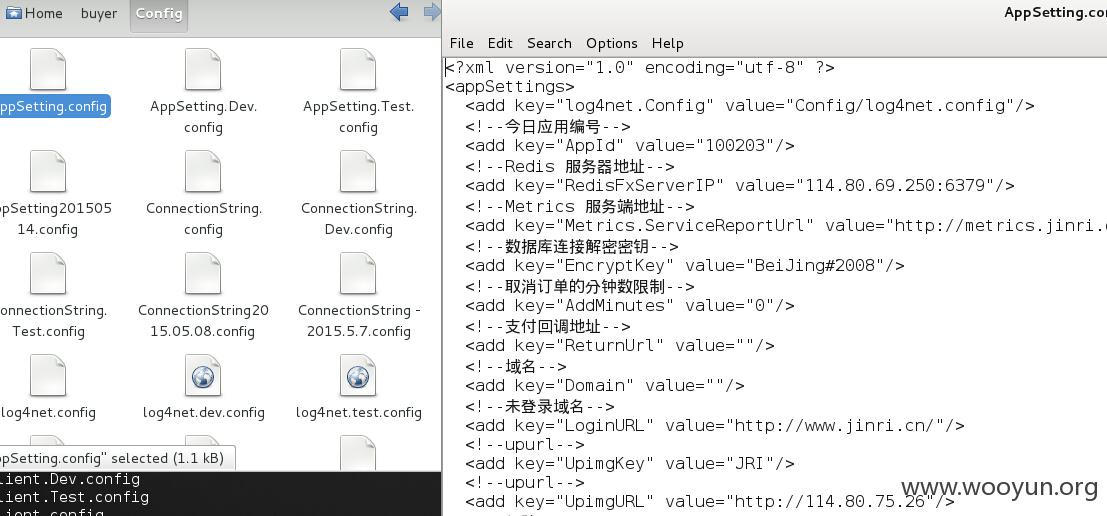 Home buyer Config
AppSetting.co
File Edit Search Options Help
ppSetting.config
AppSetting.Dev.
config
AppSetting.Test.
config
pSetting201505
14.config
ConnectionString.
config
ConnectionString.
Dev.config
onnectionString.
Test.config
ConnectionString20
15.05.08.config
ConnectionString -
2015.5.7.config
log4net.config
log4net.dev.config
log4net.test.config
pSetting.config" selected (1.1 kB)
lient.Dev.config
lient.Test.config
lient.config
<?xml version="1.0" encoding="utf-8" ?>
<appSettings>
<add key="log4net.Config" value="Config/log4net.config"/>
<!--今日应用编号-->
<add key="AppId" value="100203"/>
<!--Redis 服务器地址-->
<add key="RedisFxServerIP" value="114.80.69.250:6379"/>
<!--Metrics 服务端地址-->
<add key="Metrics.ServiceReportUrl" value="http://metrics.jinri.
<!--数据库连接解密密钥-->
<add key="EncryptKey" value="BeiJing#2008"/>
<!--取消订单的分钟数限制-->
<add key="AddMinutes" value="0"/>
<!--支付回调地址-->
<add key="ReturnUrl" value=""/>
<!--域名-->
<add key="Domain" value=""/>
<!--未登录域名-->
<add key="LoginURL" value="http://www.jinri.cn/"/>
<!--upurl-->
<add key="UpimgKey" value="JRI"/>
<!--upurl-->
<add key="UpimgURL" value="http://114.80.75.26"/>
www.wooyun.org